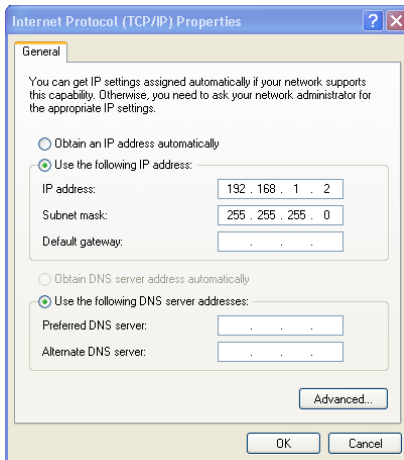 Internet Protocol (TCP/IP) Properties
General
You can get IP settings assigned automatically if your network supports
this capability. Otherwise, you need to ask your network administrator for
the appropriate IP settings.
Obtain an IP address automatically
Use the following IP address:
IP address: 192 . 168 . 1 . 2
Subnet mask: 255 . 255 . 255 . 0
Default gateway: . . .
Obtain DNS server address automatically
Use the following DNS server addresses:
Preferred DNS server: . . .
Alternate DNS server: . . .
Advanced...
OK Cancel